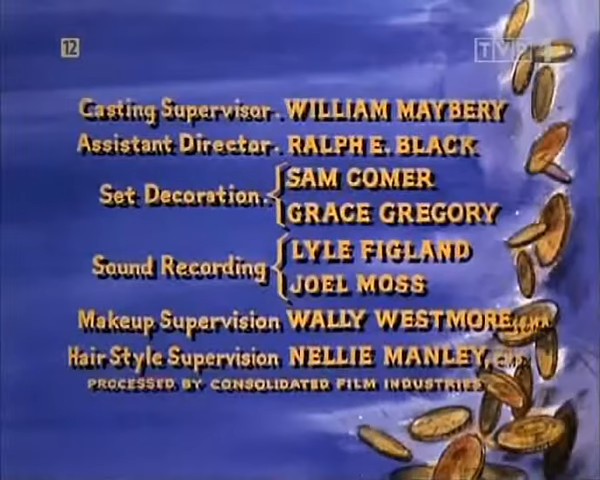 12
TVP
Casting Supervisor. WILLIAM MAYBERY
Assistant Director. RALPH E. BLACK
Set Decoration. SAM COMER
GRACE GREGORY
Sound Recording LYLE FIGLAND
JOEL MOSS
Makeup Supervision WALLY WESTMORE
Hair Style Supervision NELLIE MANLEY
PROCESSED BY CONSOLIDATED FILM INDUSTRIES